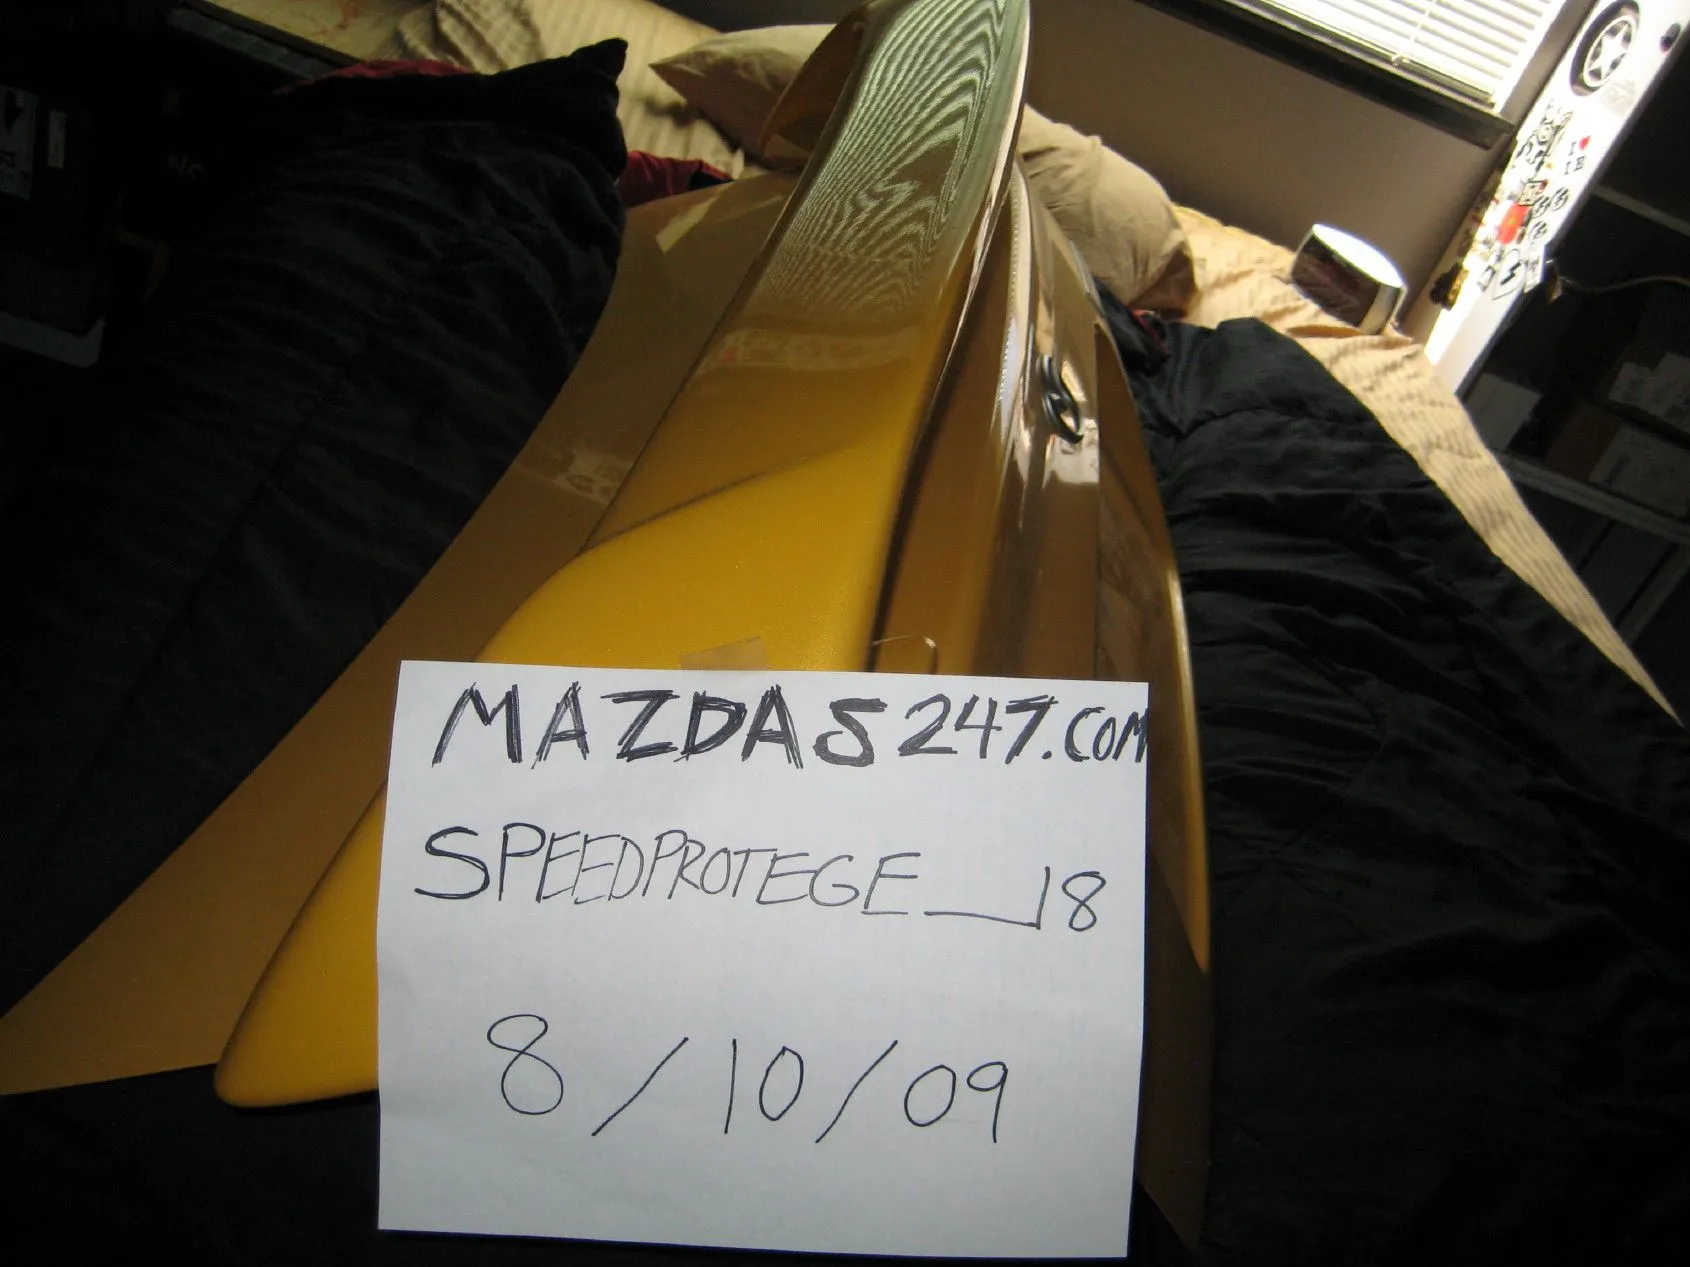 MAZDAS247.COM
SPEEDPROTEGE_18
8/10/09